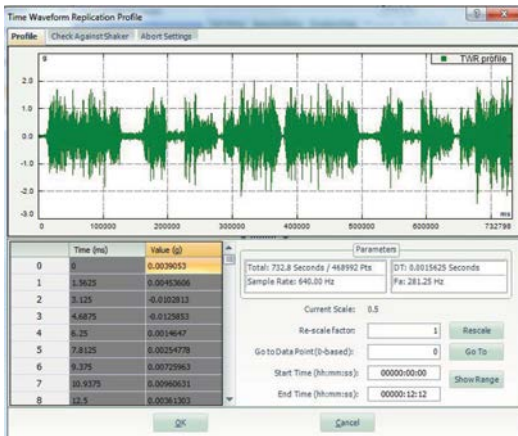 Time Waveform Replication Profile
Profile Check Against Shaker Abort Settings
g
TWR profile
2.0
1.0
0.0
-1.0
-2.0
-3.0
ms
0 100000 200000 300000 400000 500000 600000 732798
Time (ms) Value (g)
0 0 0.0039053
1 1.5625 0.00453606
2 3.125 -0.0102813
3 4.6875 -0.0125853
4 6.25 0.0014647
5 7.8125 0.00254778
6 9.375 0.00725963
7 10.9375 0.00960631
8 12.5 0.00361303
Parameters
Total: 732.8 Seconds / 468992 Pts DT: 0.0015625 Seconds
Sample Rate: 640.00 Hz Fa: 281.25 Hz
Current Scale: 0.5
Re-scale factor: 1 Rescale
Go to Data Point(0-based): 0 Go To
Start Time (hh:mm:ss): 00000:00:00
Show Range
End Time (hh:mm:ss): 00000:12:12
OK Cancel